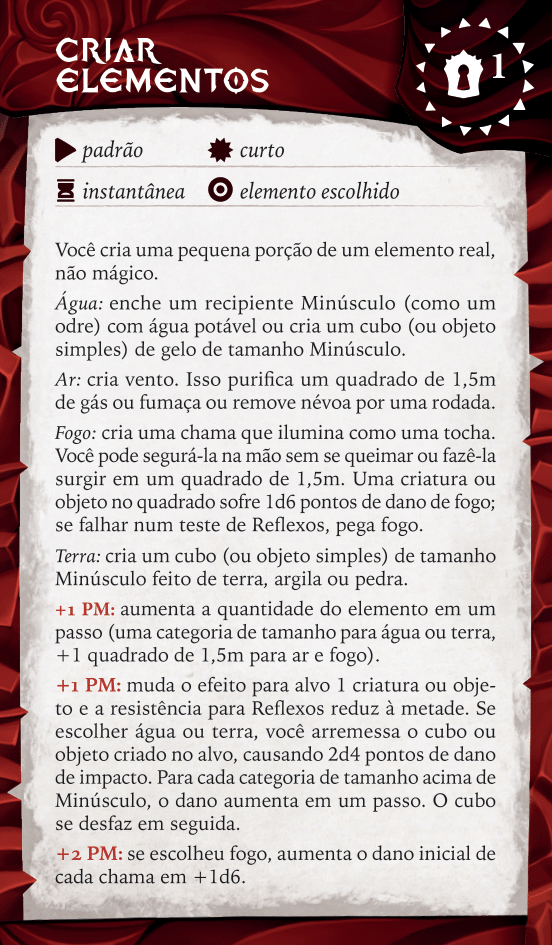 CRIAR
ELEMENTOS
1
padrão
curto
instantânea
elemento escolhido
Você cria uma pequena porção de um elemento real,
não mágico.
Água: enche um recipiente Minúsculo (como um
odre) com água potável ou cria um cubo (ou objeto
simples) de gelo de tamanho Minúsculo.
Ar: cria vento. Isso purifica um quadrado de 1,5m
de gás ou fumaça ou remove névoa por uma rodada.
Fogo: cria uma chama que ilumina como uma tocha.
Você pode segurá-la na mão sem se queimar ou fazê-la
surgir em um quadrado de 1,5m. Uma criatura ou
objeto no quadrado sofre 1d6 pontos de dano de fogo;
se falhar num teste de Reflexos, pega fogo.
Terra: cria um cubo (ou objeto simples) de tamanho
Minúsculo feito de terra, argila ou pedra.
+1 PM: aumenta a quantidade do elemento em um
passo (uma categoria de tamanho para água ou terra,
+1 quadrado de 1,5m para ar e fogo).
+1 PM: muda o efeito para alvo 1 criatura ou obje-
to e a resistência para Reflexos reduz à metade. Se
escolher água ou terra, você arremessa o cubo ou
objeto criado no alvo, causando 2d4 pontos de dano
de impacto. Para cada categoria de tamanho acima de
Minúsculo, o dano aumenta em um passo. O cubo
se desfaz em seguida.
+2 PM: se escolheu fogo, aumenta o dano inicial de
cada chama em +1d6.